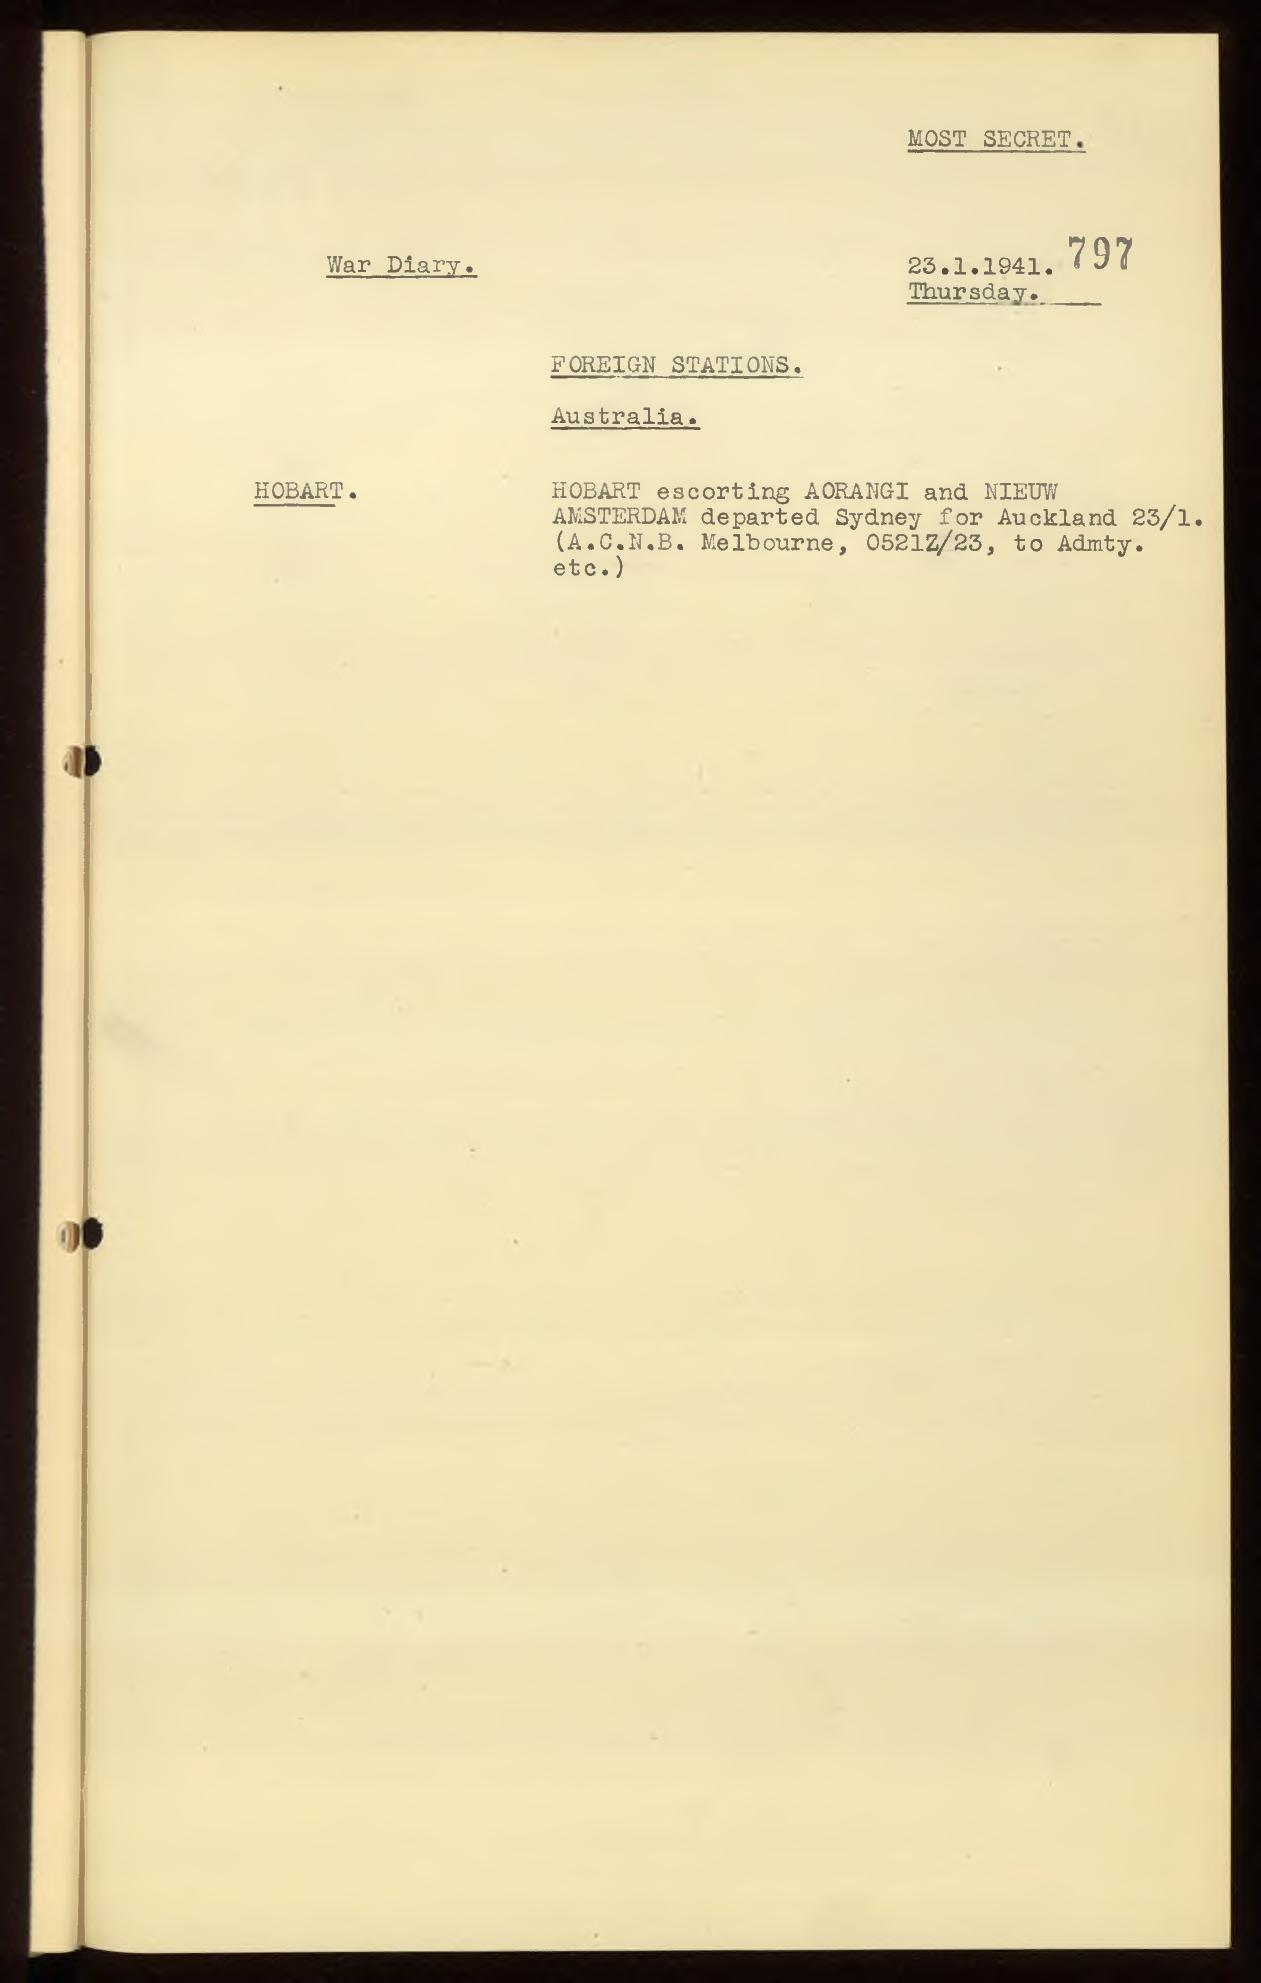 MOST SECRET.
War Diary.
23.1.1941. 797
Thursday.
FOREIGN STATIONS.
Australia.
HOBART.
HOBART escorting AORANGI and NIEUW
AMSTERDAM departed Sydney for Auckland 23/1.
(A.C.N.B. Melbourne, 0521Z/23, to Admty.
etc.)